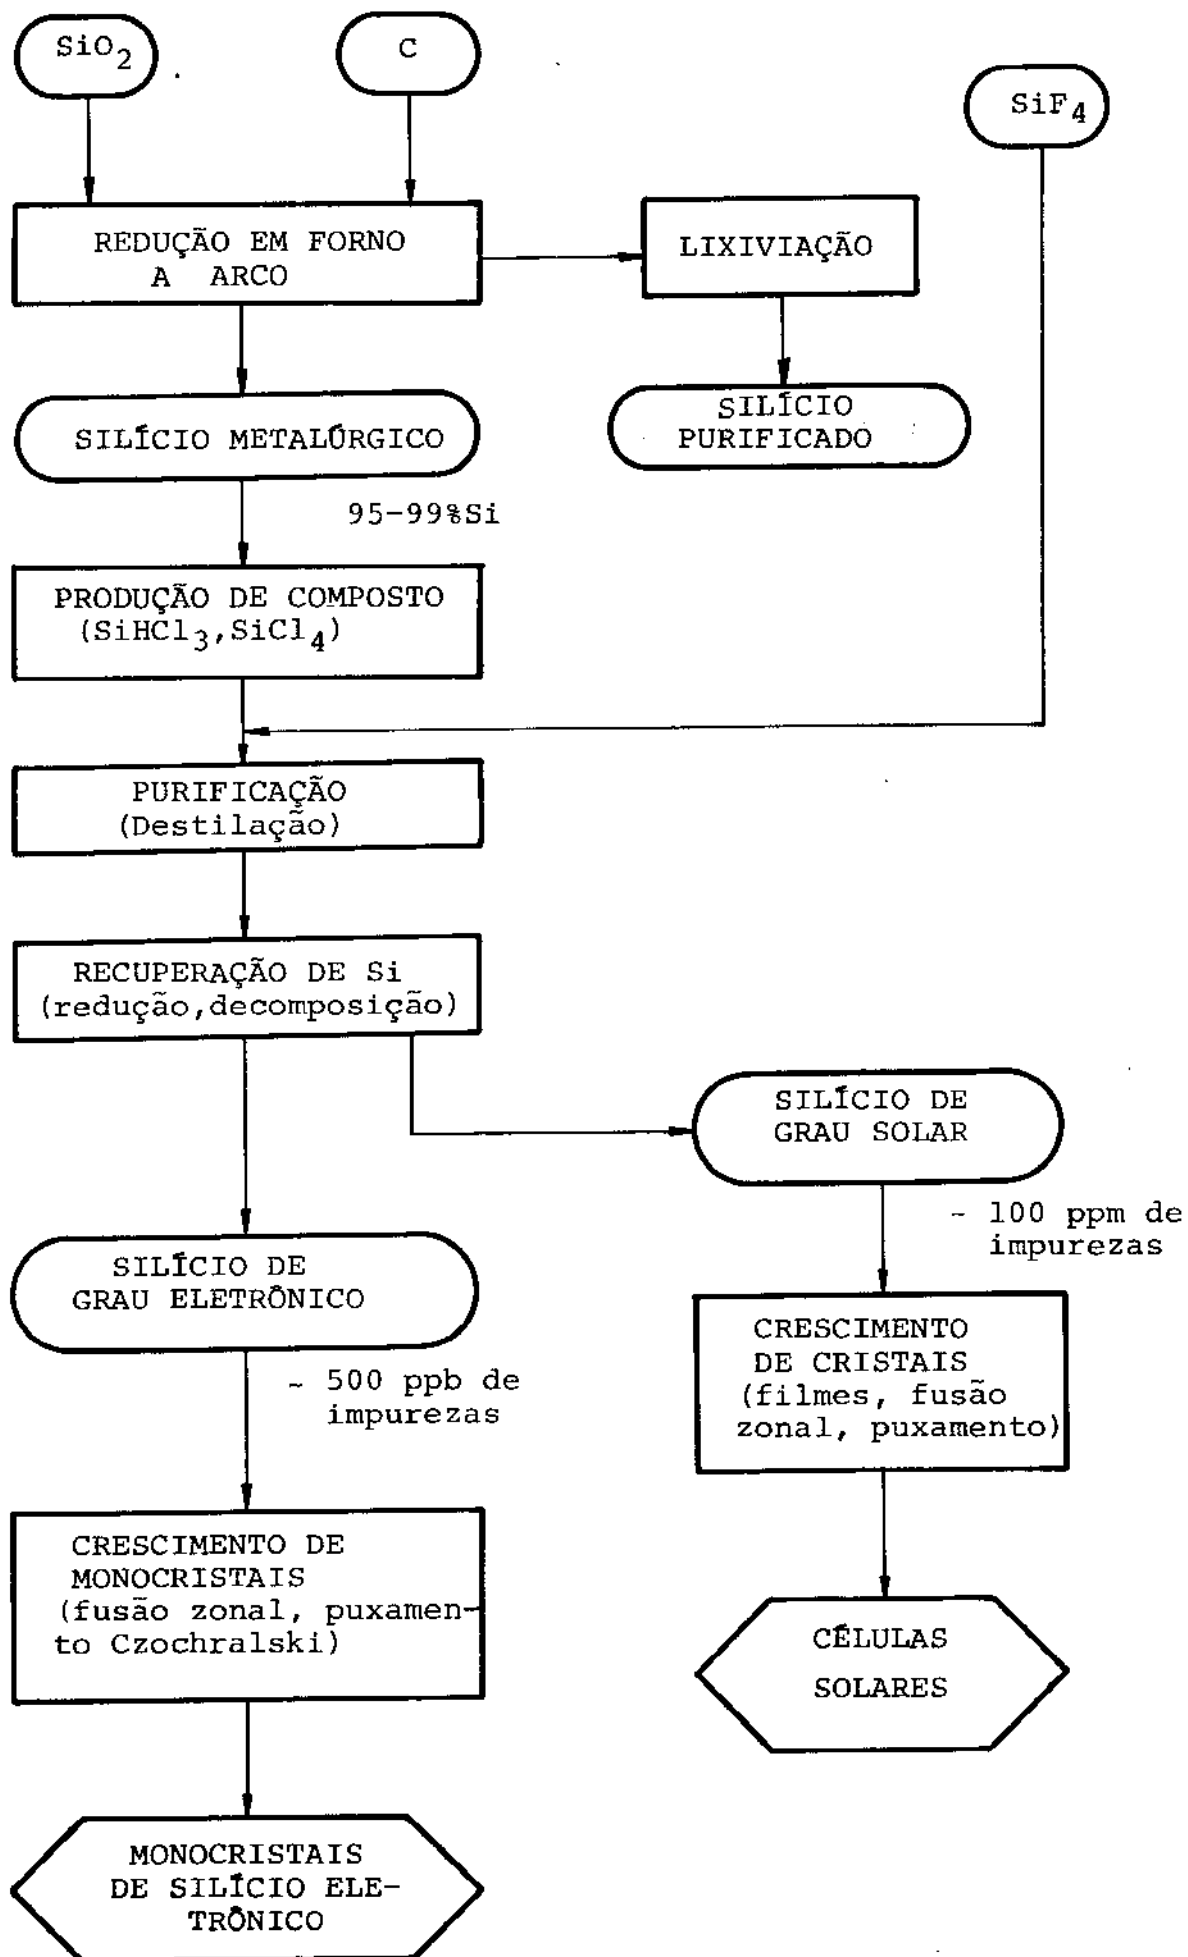 SiO2
C
SiF4
REDUÇÃO EM FORNO
A ARCO
LIXIVIAÇÃO
SILÍCIO
PURIFICADO
SILÍCIO METALÚRGICO
95-99%Si
PRODUÇÃO DE COMPOSTO
(SiHCl3,SiCl4)
PURIFICAÇÃO
(Destilação)
RECUPERAÇÃO DE Si
(redução,decomposição)
SILÍCIO DE
GRAU SOLAR
~ 100 ppm de
impurezas
SILÍCIO DE
GRAU ELETRÔNICO
~ 500 ppb de
impurezas
CRESCIMENTO
DE CRISTAIS
(filmes, fusão
zonal, puxamento)
CRESCIMENTO DE
MONOCRISTAIS
(fusão zonal, puxamen-
to Czochralski)
CÉLULAS
SOLARES
MONOCRISTAIS
DE SILÍCIO ELE-
TRÔNICO